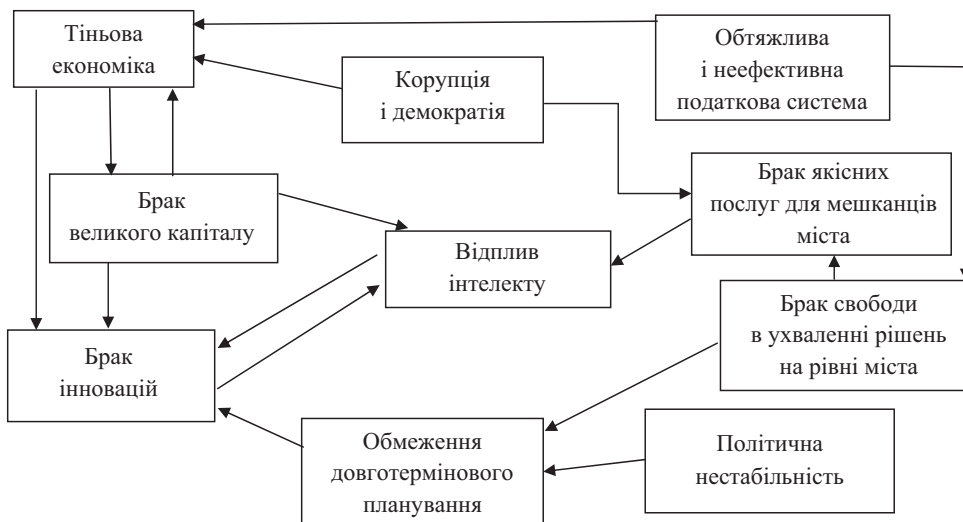 Тіньова
економіка
Обтяжлива
і неефективна
податкова система
Корупція
і демократія
Брак
великого капіталу
Брак якісних
послуг для мешканців
міста
Відплив
інтелекту
Брак свободи
в ухваленні рішень
на рівні міста
Брак
інновацій
Обмеження
довготермінового
планування
Політична
нестабільність